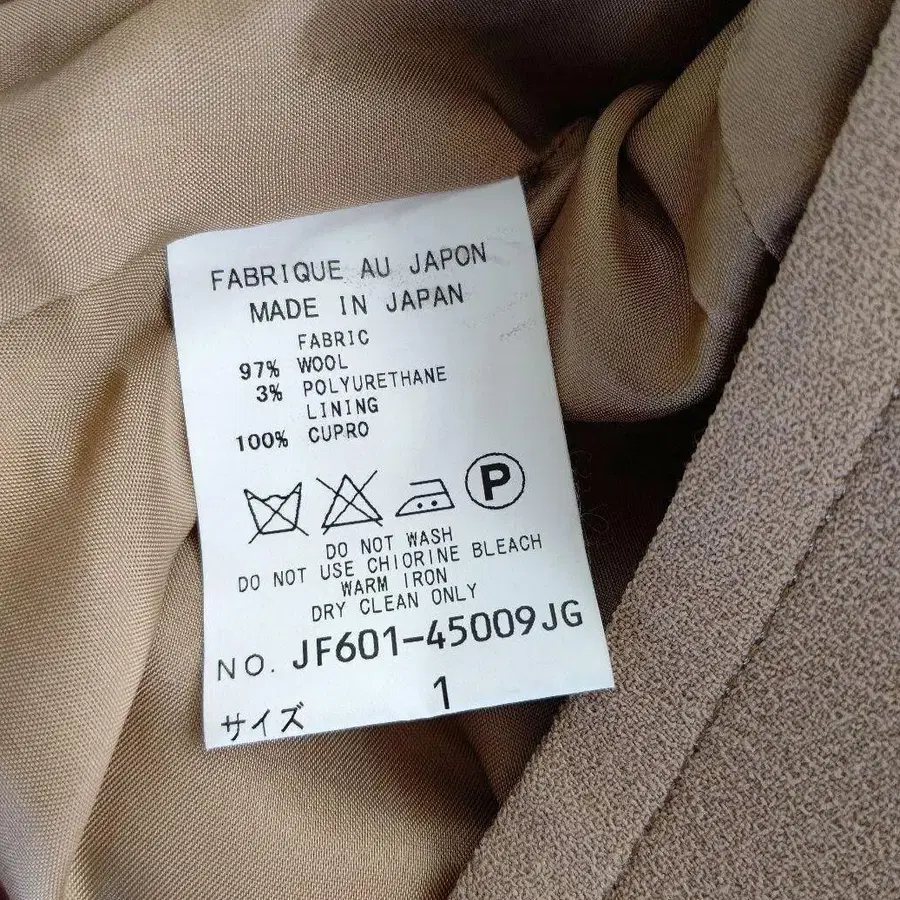 FABRIQUE AU JAPON
MADE IN JAPAN
FABRIC
97% WOOL
3% POLYURETHANE
LINING
100% CUPRO
P
DO NOT WASH
DO NOT USE CHIORINE BLEACH
WARM IRON
DRY CLEAN ONLY
NO. JF601-45009JG
サイズ 1